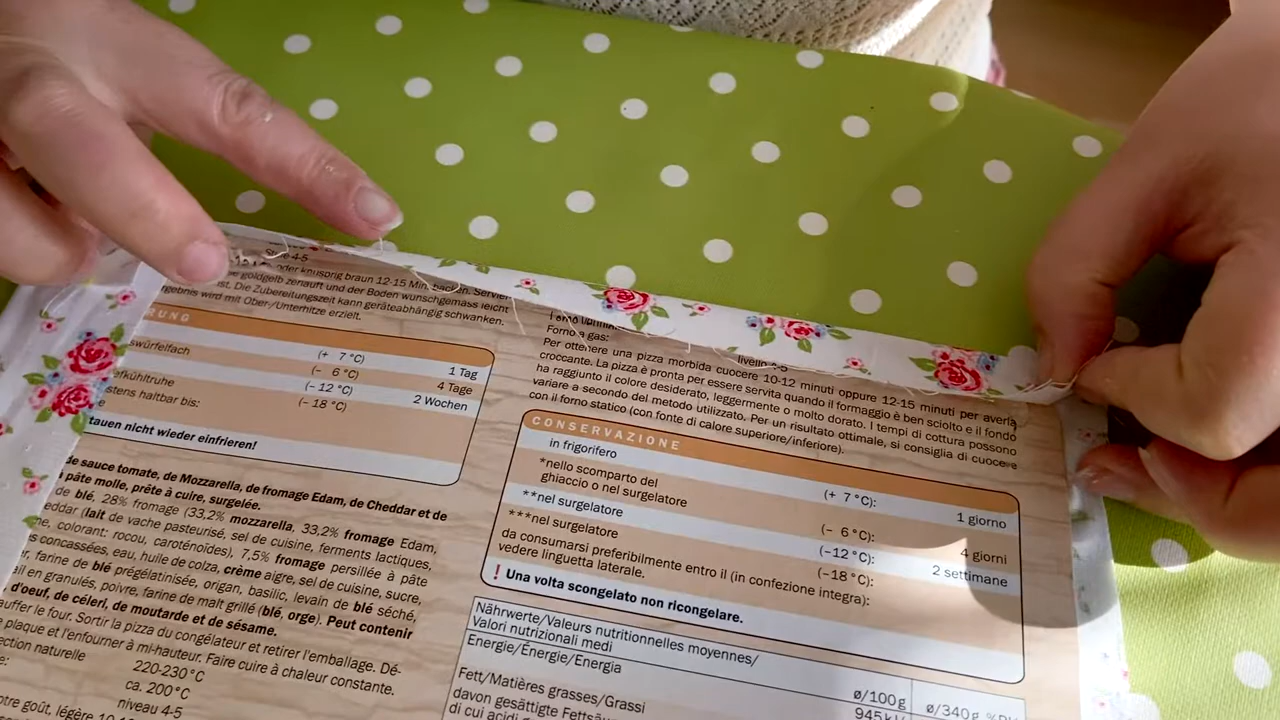 Stufe 4-5
oder knusprig braun 12-15 Min. backen. Servier
goldgelb zerläuft und der Boden wunschgemäss leicht
ist. Die Zubereitungszeit kann geräteabhängig schwanken.
ergebnis wird mit Ober-/Unterhitze erzielt.
RUNG
swürfelfach (+ 7°C) 1 Tag
(– 6°C) 4 Tage
efkühltruhe (– 12°C) 2 Wochen
stens haltbar bis: (– 18°C)
tauen nicht wieder einfrieren!
de sauce tomate, de Mozzarella, de fromage Edam, de Cheddar et de
pâte molle, prête à cuire, surgelée.
de blé, 28% fromage (33,2% mozzarella, 33,2% fromage Edam,
eddar (lait de vache pasteurisé, sel de cuisine, ferments lactiques,
colorant: rocou, caroténoïdes), 7,5% fromage persillée à pâte
s concassées, eau, huile de colza, crème aigre, sel de cuisine, sucre,
farine de blé prégélatinisée, origan, basilic, levain de blé séché,
ail en granulés, poivre, farine de malt grillé (blé, orge). Peut contenir
d'oeuf, de céleri, de moutarde et de sésame.
auffer le four. Sortir la pizza du congélateur et retirer l'emballage. Dé-
plaque et l'enfourner à mi-hauteur. Faire cuire à chaleur constante.
ection naturelle 220-230°C
ca. 200°C
niveau 4-5
otre goût, légère
Forno a gas: livello 4-5
Per ottenere una pizza morbida cuocere 10-12 minuti oppure 12-15 minuti per averla
croccante. La pizza è pronta per essere servita quando il formaggio è ben sciolto e il fondo
ha raggiunto il colore desiderato, leggermente o molto dorato. I tempi di cottura possono
variare a secondo del metodo utilizzato. Per un risultato ottimale, si consiglia di cuocere
con il forno statico (con fonte di calore superiore/inferiore).
CONSERVAZIONE
in frigorifero (+ 7°C): 1 giorno
*nello scomparto del
ghiaccio o nel surgelatore (– 6°C): 4 giorni
**nel surgelatore (–12°C): 2 settimane
***nel surgelatore (–18°C):
da consumarsi preferibilmente entro il (in confezione integra):
vedere linguetta laterale.
! Una volta scongelato non ricongelare.
Nährwerte/Valeurs nutritionnelles moyennes/
Valori nutrizionali medi ø/100g ø/340g
Energie/Énergie/Energia 945kJ/
Fett/Matières grasses/Grassi
davon gesättigte
di cui acidi